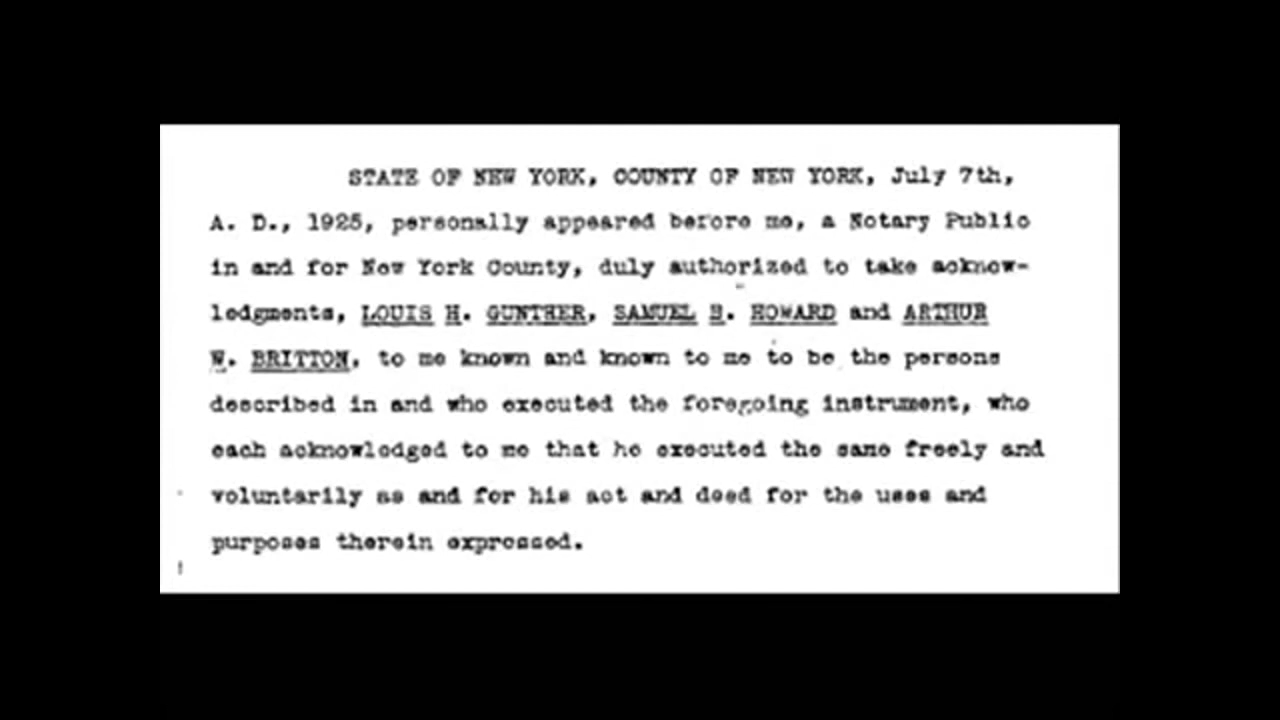 STATE OF NEW YORK, COUNTY OF NEW YORK, July 7th,
A. D., 1925, personally appeared before me, a Notary Public
in and for New York County, duly authorized to take acknow-
ledgments, LOUIS H. GUNTHER, SAMUEL B. HOWARD and ARTHUR
W. BRITTON, to me known and known to me to be the persons
described in and who executed the foregoing instrument, who
each acknowledged to me that he executed the same freely and
voluntarily as and for his act and deed for the uses and
purposes therein expressed.